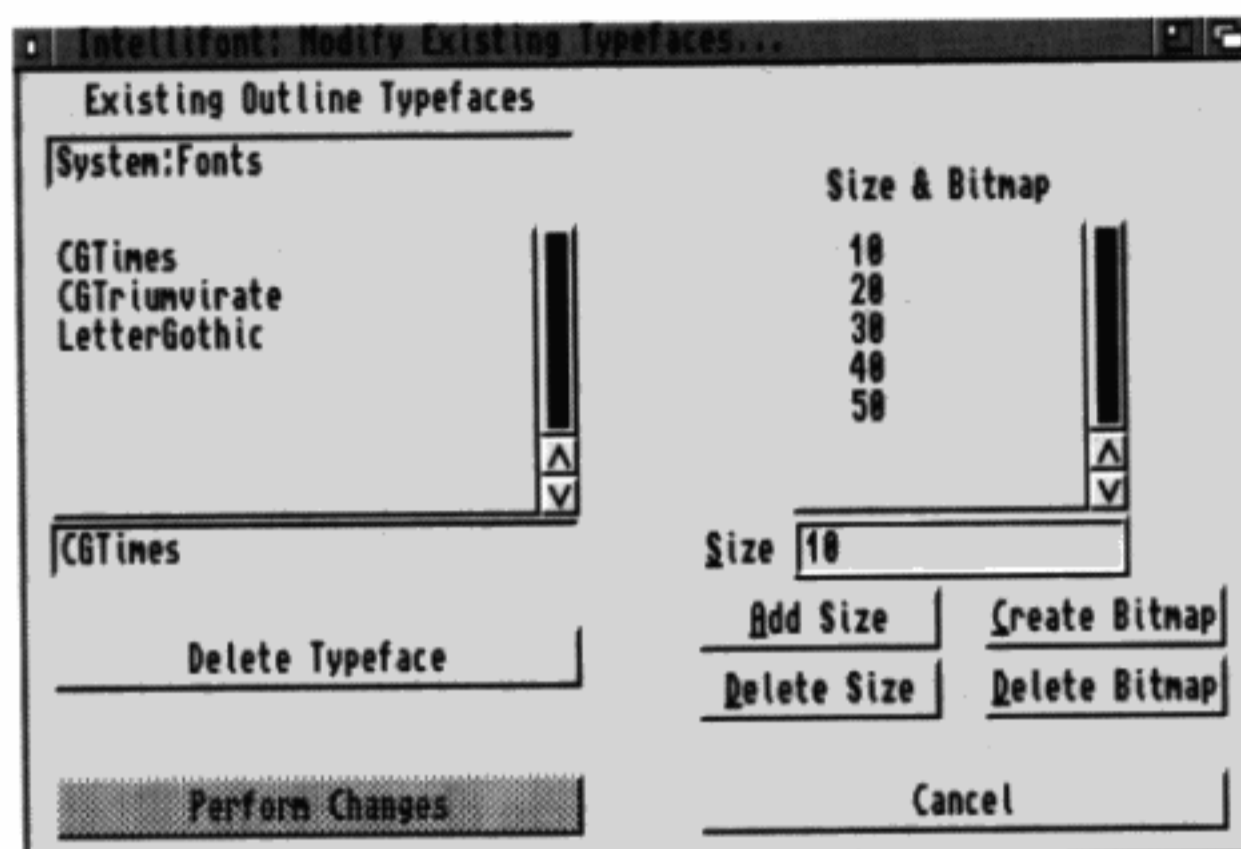 Intellifont: Modify Existing Typefaces...
Existing Outline Typefaces
System:Fonts
CGTimes
CGTriumvirate
LetterGothic
CGTimes
Delete Typeface
Perform Changes
Size & Bitmap
10
20
30
40
50
Size 10
Add Size
Create Bitmap
Delete Size
Delete Bitmap
Cancel